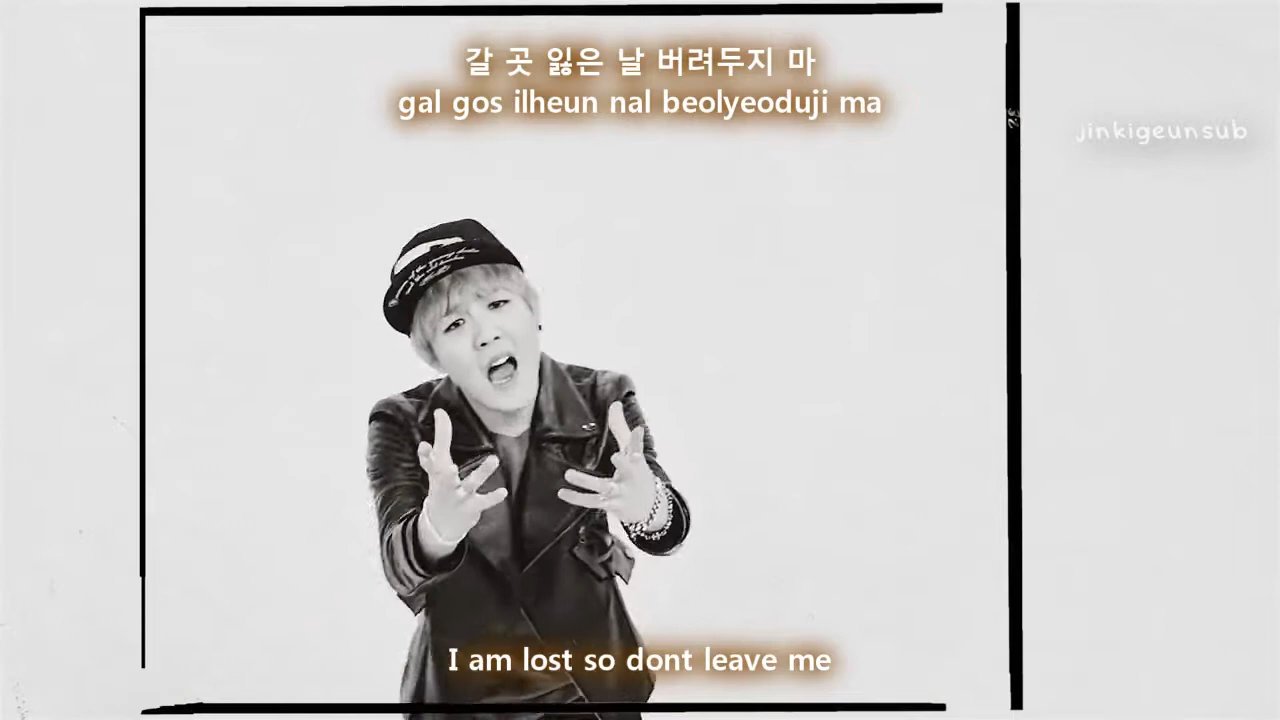 갈 곳 잃은 날 버려두지 마
gal gos ilheun nal beolyeoduji ma
jinkigeunsub
I am lost so dont leave me